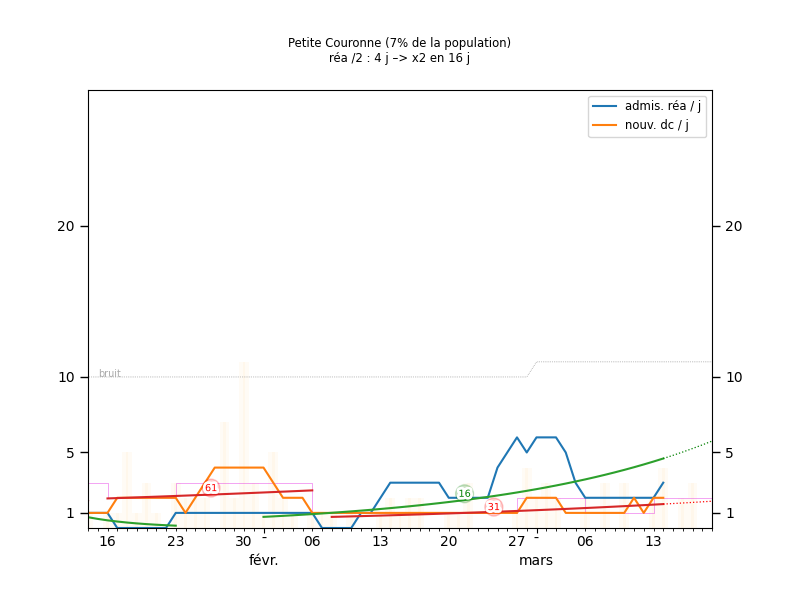 Petite Couronne (7% de la population)
réa /2 : 4 j –> x2 en 16 j
admis. réa / j
nouv. dc / j
20 20
bruit
10 10
5 5
61
16
31
1 1
16 23 30 - 06 13 20 27 - 06 13
févr. mars